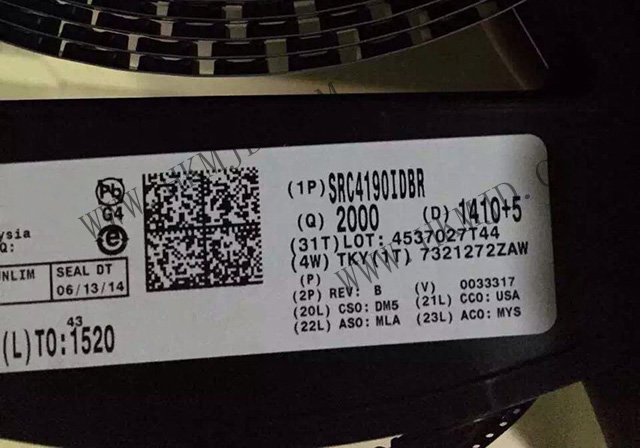 Pb
G4
e
ysia
Q:
NLIM
SEAL DT
06/13/14
43
(L)TO:1520
(1P)SRC4190IDBR
(Q) 2000 (D) 1410+5
(31T)LOT: 4537027T44
(4W) TKY(1T) 7321272ZAW
(P)
(2P) REV: B (V) 0033317
(20L) CSO: DM5 (21L) CCO: USA
(22L) ASO: MLA (23L) ACO: MYS